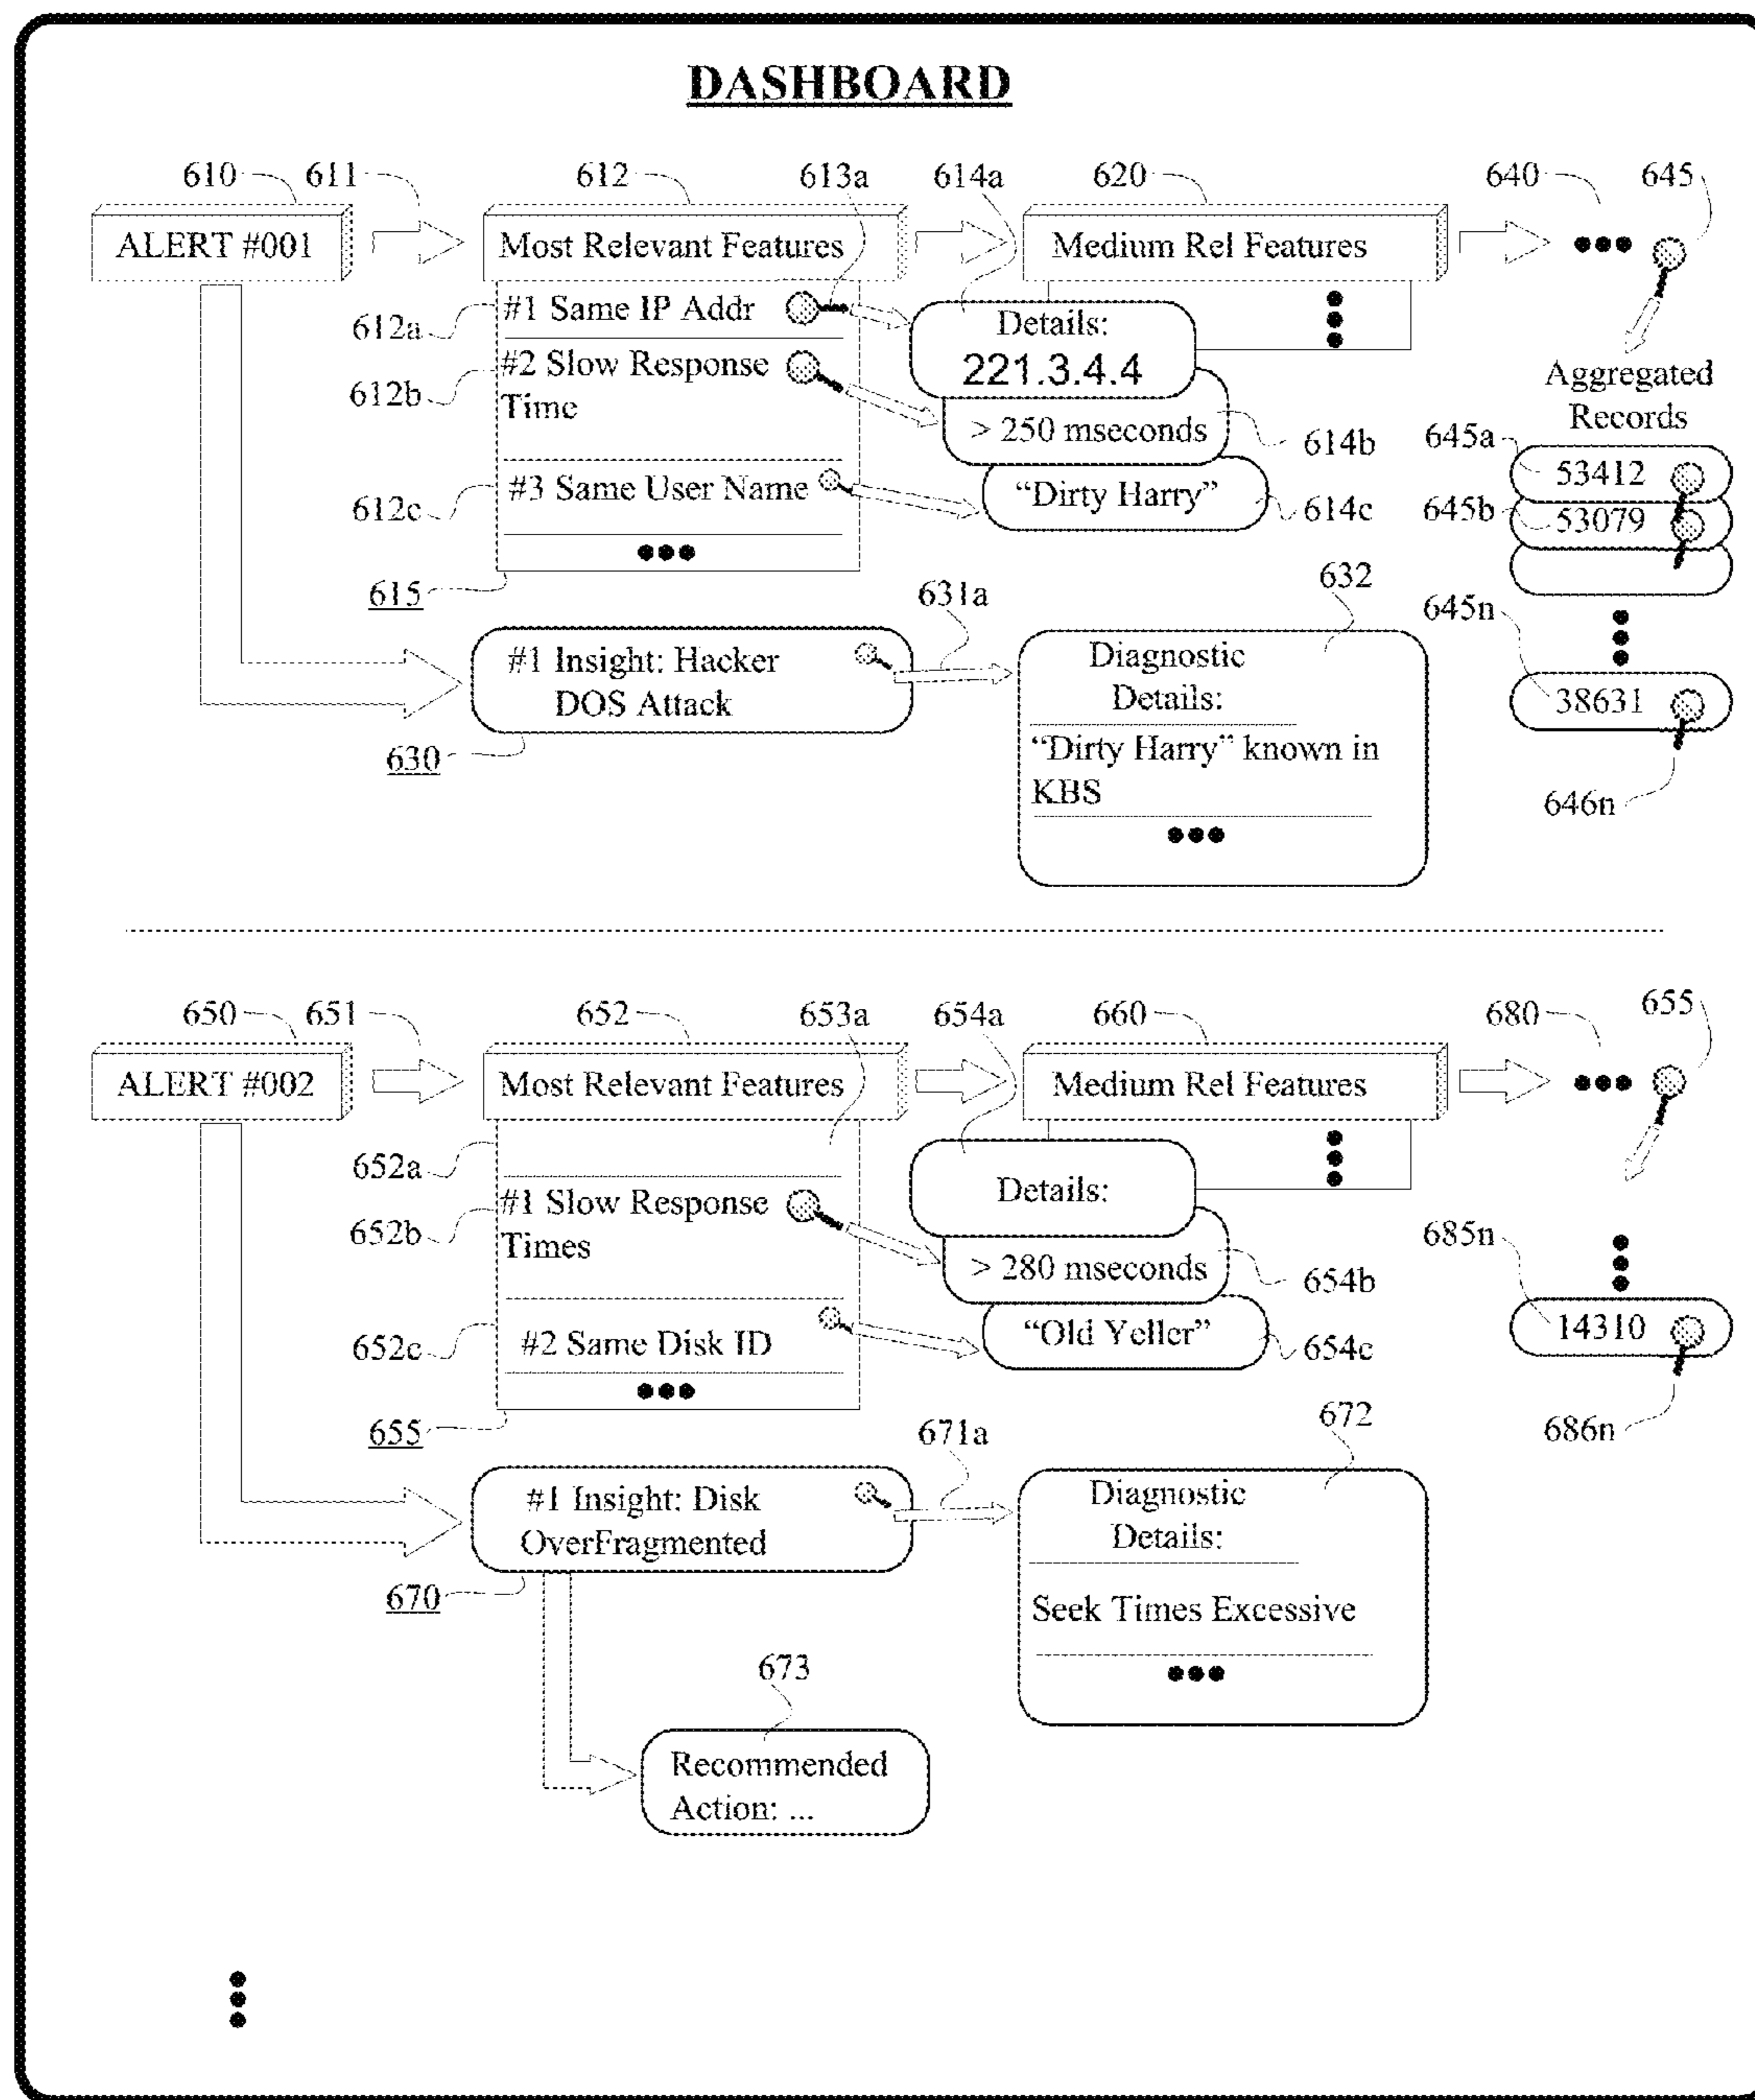 DASHBOARD
610 611 612 613a 614a 620 640 645
ALERT #001
Most Relevant Features
Medium Rel Features
•••
612a
#1 Same IP Addr
Details:
221.3.4.4
612b
#2 Slow Response
Time
> 250 mseconds
614b
612c
#3 Same User Name
"Dirty Harry"
614c
•••
615
Aggregated
Records
645a
53412
645b
53079
645n
38631
646n
631a
632
#1 Insight: Hacker
DOS Attack
630
Diagnostic
Details:
"Dirty Harry" known in
KBS
•••
650 651 652 653a 654a 660 680 655
ALERT #002
Most Relevant Features
Medium Rel Features
•••
652a
Details:
652b
#1 Slow Response
Times
> 280 mseconds
654b
652c
#2 Same Disk ID
"Old Yeller"
654c
•••
655
685n
14310
686n
671a
672
#1 Insight: Disk
OverFragmented
670
Diagnostic
Details:
Seek Times Excessive
•••
673
Recommended
Action: ...